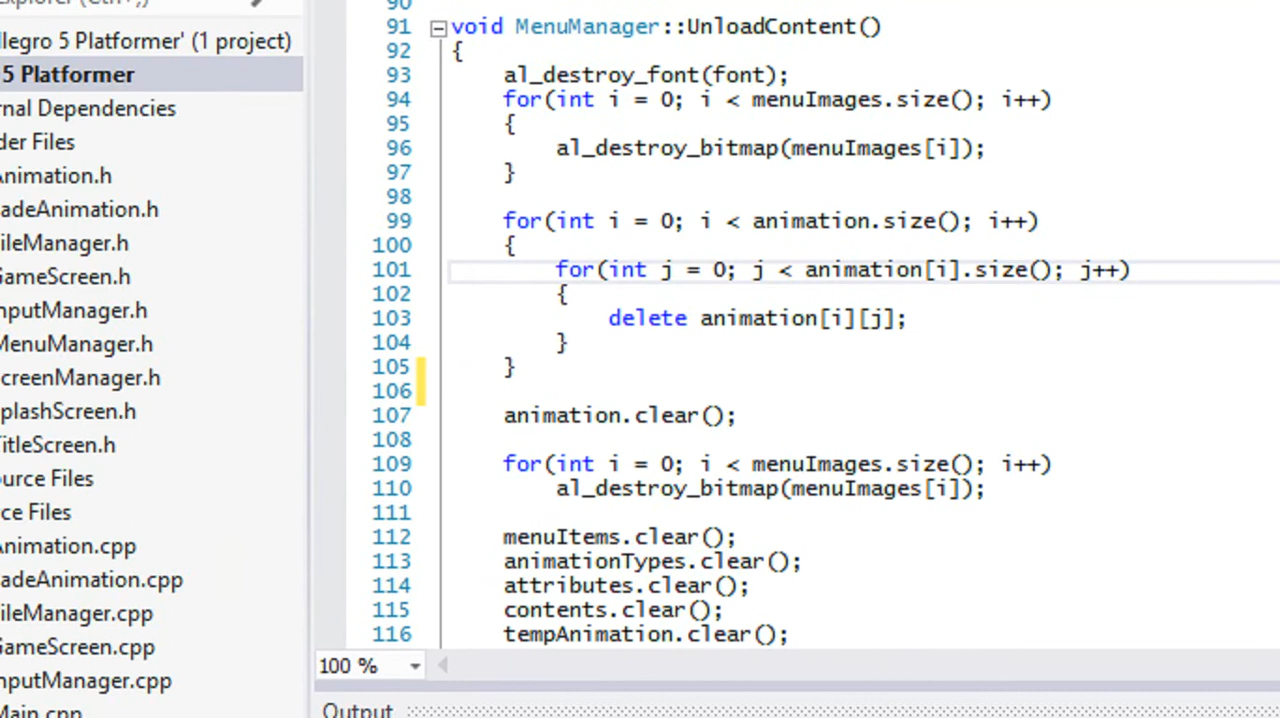 llegro 5 Platformer' (1 project)
5 Platformer
rnal Dependencies
der Files
Animation.h
adeAnimation.h
ileManager.h
GameScreen.h
nputManager.h
MenuManager.h
creenManager.h
plashScreen.h
TitleScreen.h
urce Files
ce Files
Animation.cpp
adeAnimation.cpp
ileManager.cpp
GameScreen.cpp
nputManager.cpp
Main.cpp
90
91 void MenuManager::UnloadContent()
92 {
93 al_destroy_font(font);
94 for(int i = 0; i < menuImages.size(); i++)
95 {
96 al_destroy_bitmap(menuImages[i]);
97 }
98
99 for(int i = 0; i < animation.size(); i++)
100 {
101 for(int j = 0; j < animation[i].size(); j++)
102 {
103 delete animation[i][j];
104 }
105 }
106
107 animation.clear();
108
109 for(int i = 0; i < menuImages.size(); i++)
110 al_destroy_bitmap(menuImages[i]);
111
112 menuItems.clear();
113 animationTypes.clear();
114 attributes.clear();
115 contents.clear();
116 tempAnimation.clear();
100 %
Output